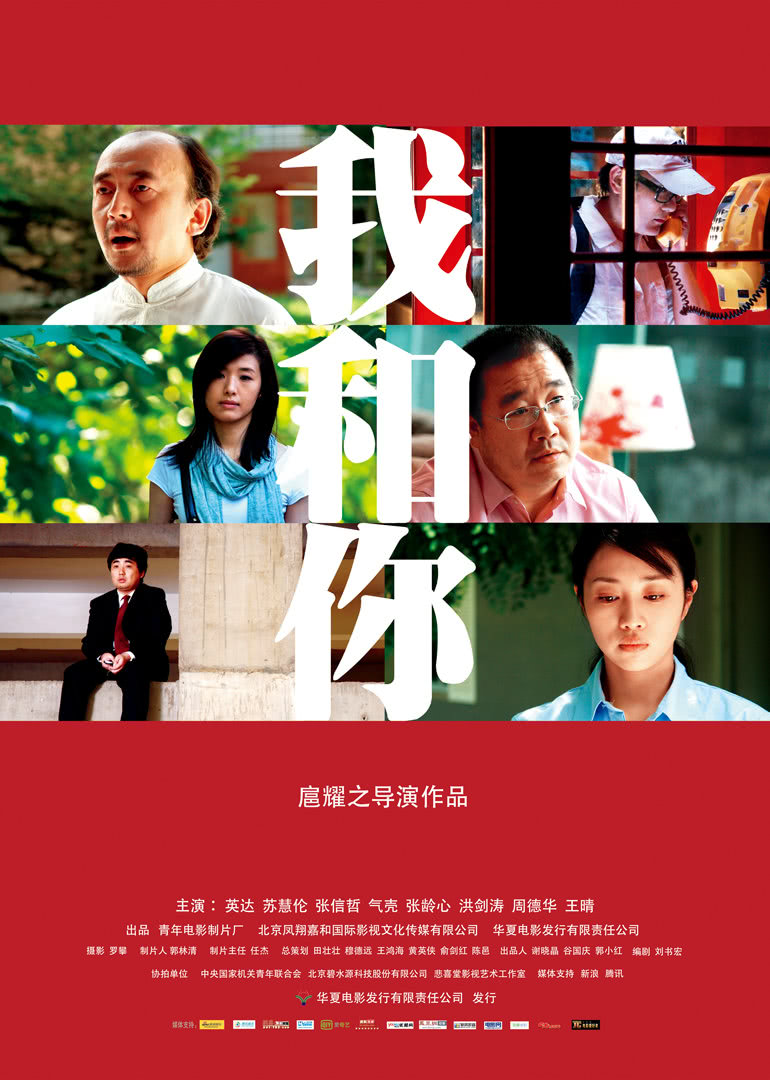 我和你
扈耀之导演作品
主演：英达 苏慧伦 张信哲 气壳 张龄心 洪剑涛 周德华 王晴
出品 青年电影制片厂 北京凤翔嘉和国际影视文化传媒有限公司 华夏电影发行有限责任公司
摄影 罗攀 制片人 郭林清 制片主任 任杰 总策划 田壮壮 穆德远 王鸿海 黄英侠 俞剑红 陈邑 出品人 谢晓晶 谷国庆 郭小红 编剧 刘书宏
协拍单位 中央国家机关青年联合会 北京碧水源科技股份有限公司 悲喜堂影视艺术工作室 媒体支持 新浪 腾讯
华夏电影发行有限责任公司 发行
媒体支持：